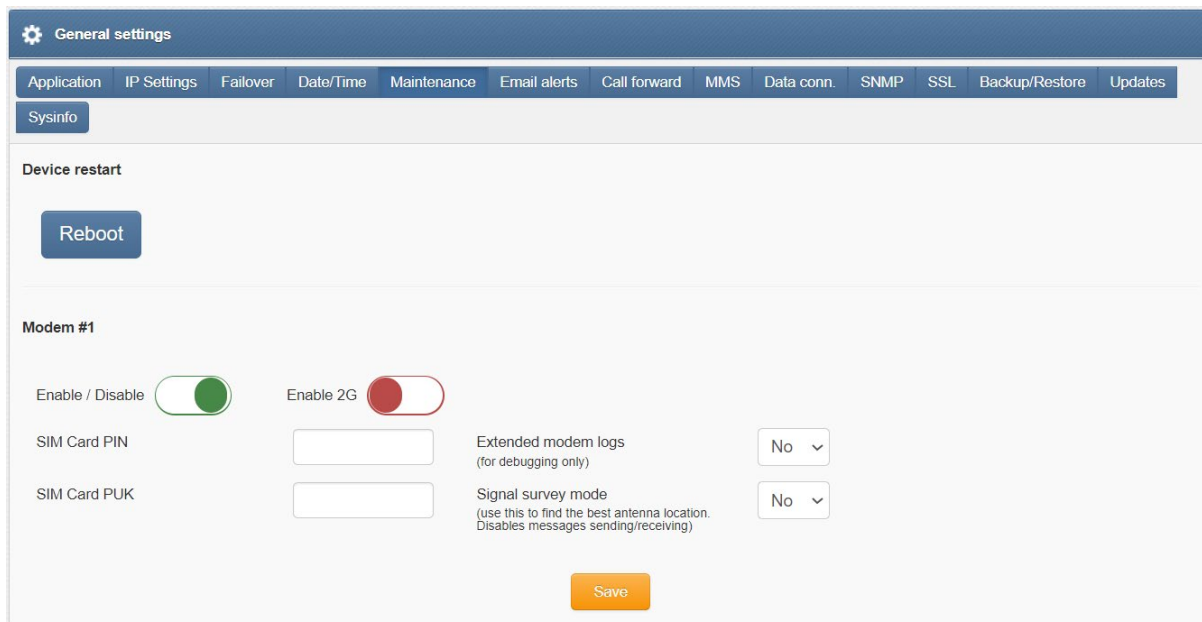 General settings
Application IP Settings Failover Date/Time Maintenance Email alerts Call forward MMS Data conn. SNMP SSL Backup/Restore Updates
Sysinfo
Device restart
Reboot
Modem #1
Enable / Disable Enable 2G
SIM Card PIN Extended modem logs No
(for debugging only)
SIM Card PUK Signal survey mode No
(use this to find the best antenna location.
Disables messages sending/receiving)
Save